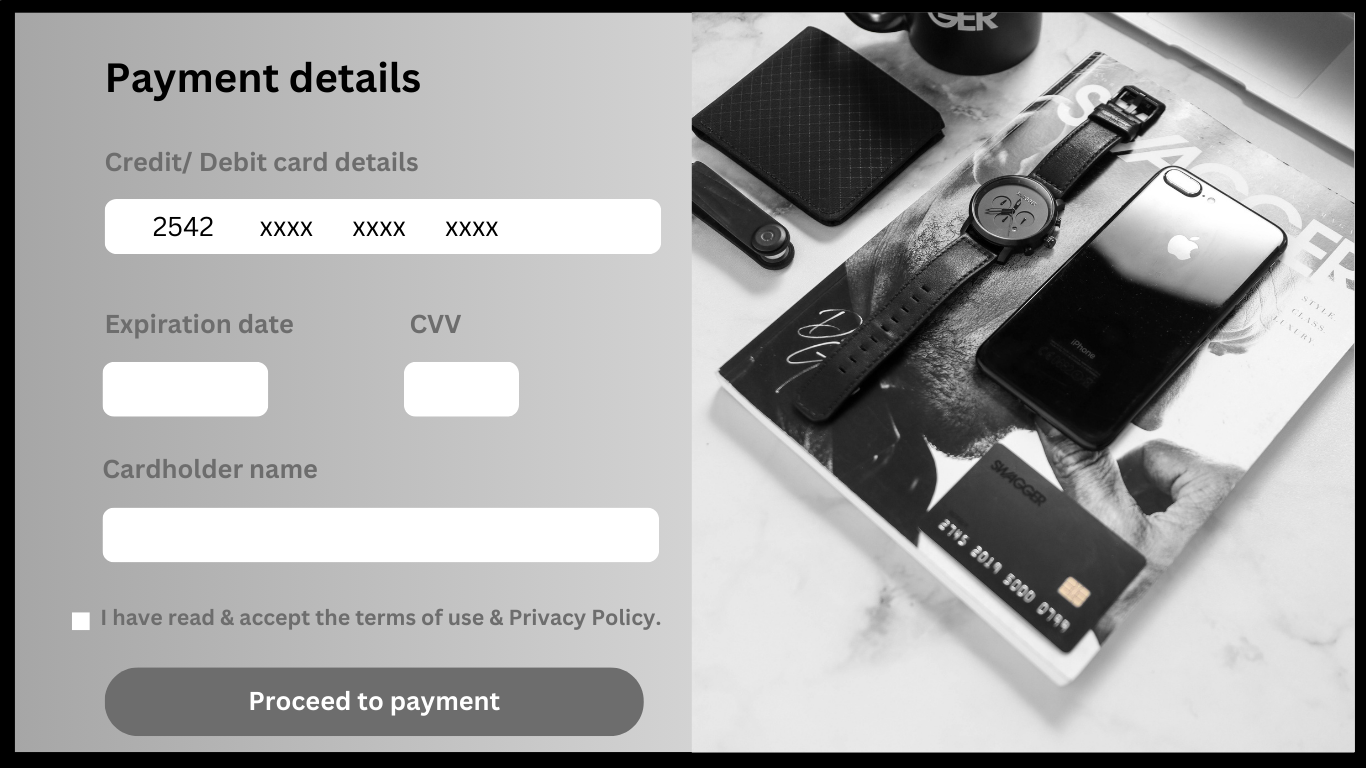 Payment details
Credit/ Debit card details
2542 xxxx xxxx xxxx
Expiration date CVV
Cardholder name
I have read & accept the terms of use & Privacy Policy.
Proceed to payment
GER
SWAGGER
STYLE
CLASS
LUXURY
iPhone
SWAGGER
2745 2019 5000 0799